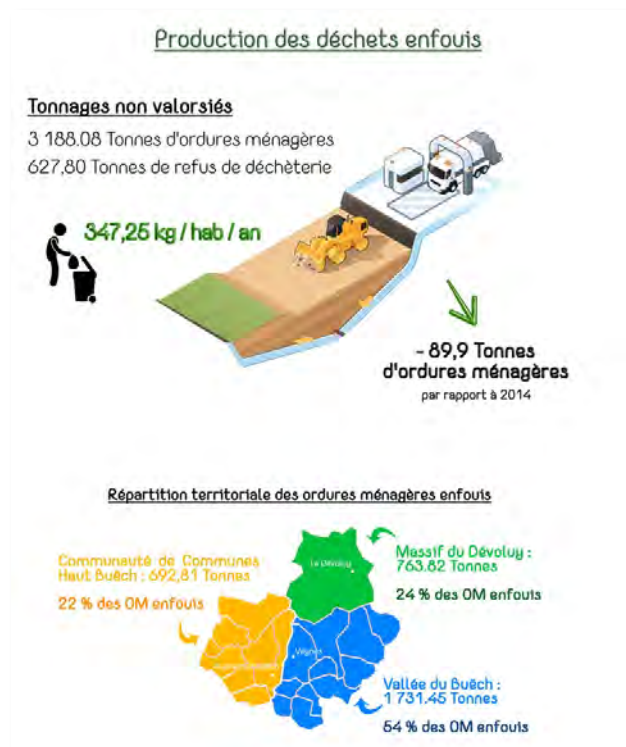 Production des déchets enfouis
Tonnages non valorsiés
3 188.08 Tonnes d'ordures ménagères
627,80 Tonnes de refus de déchèterie
347,25 kg / hab / an
- 89,9 Tonnes
d'ordures ménagères
par rapport à 2014
Répartition territoriale des ordures ménagères enfouis
Communauté de Communes
Haut Buëch : 692,81 Tonnes
22 % des OM enfouis
Le Dévoluy
Massif du Dévoluy :
763.82 Tonnes
24 % des OM enfouis
Veynes
Vallée du Buëch :
1 731.45 Tonnes
54 % des OM enfouis